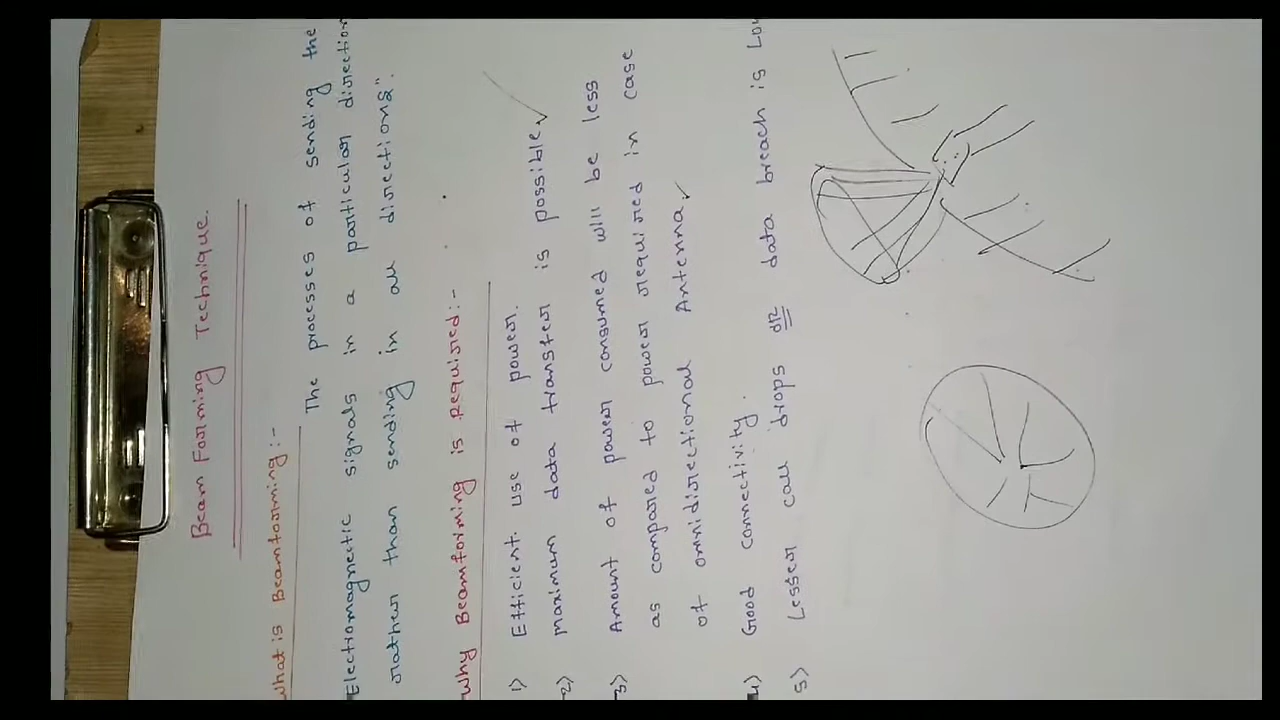 Beam Forming Technique.
What is Beamforming:-
The processes of sending the
Electromagnectic signals in a particular direction
rather than sending in all directions".
Why Beamforming is Required:-
1) Efficient use of power.
2) maximum data transfer is possible
3) Amount of power consumed will be less
as compared to power required in case
of omnidirectional Antenna
4) Good connectivity.
5) Lesser call drops or data breach is Low